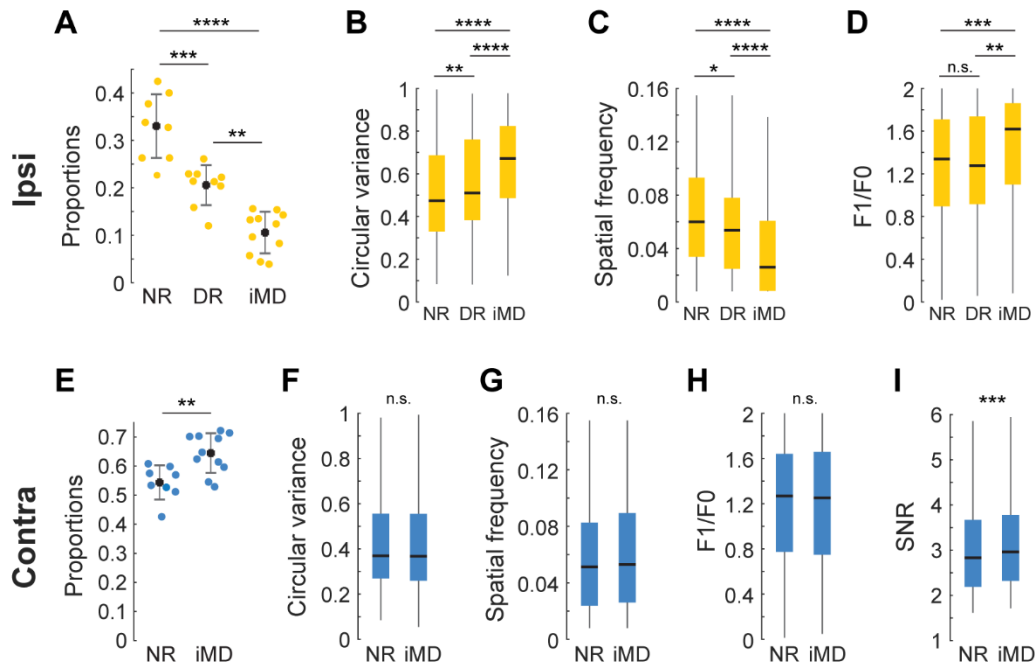 A
B
C
D
****
***
**
Proportions
0.4
0.3
0.2
0.1
0
NR DR iMD
****
**
****
Circular variance
1
0.8
0.6
0.4
0.2
0
NR DR iMD
****
*
****
Spatial frequency
0.16
0.12
0.08
0.04
0
NR DR iMD
***
n.s.
**
F1/F0
2
1.6
1.2
0.8
0.4
0
NR DR iMD
Ipsi
E
F
G
H
I
**
Proportions
0.7
0.6
0.5
0.4
0.3
0.2
0.1
0
NR iMD
n.s.
Circular variance
1
0.8
0.6
0.4
0.2
0
NR iMD
n.s.
Spatial frequency
0.16
0.12
0.08
0.04
0
NR iMD
n.s.
F1/F0
2
1.6
1.2
0.8
0.4
0
NR iMD
***
SNR
6
5
4
3
2
1
NR iMD
Contra